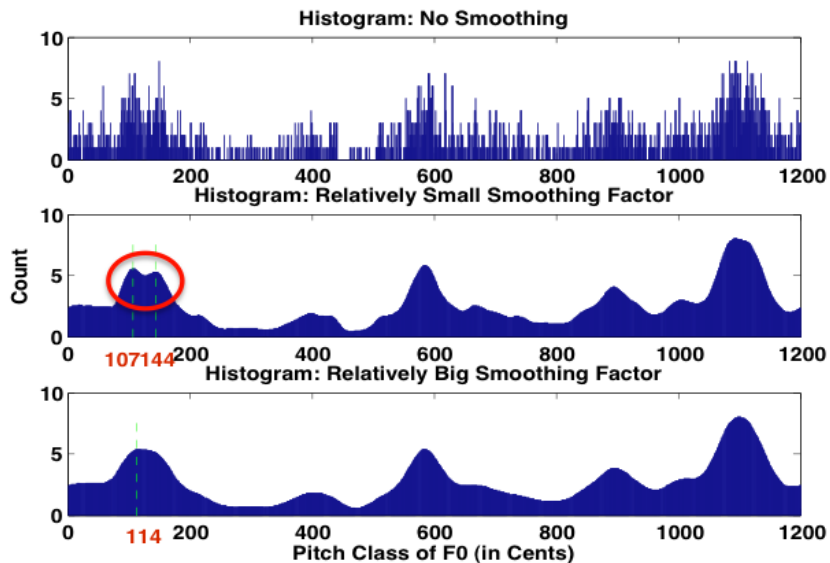 Histogram: No Smoothing
10
5
0
0 200 400 600 800 1000 1200
Histogram: Relatively Small Smoothing Factor
10
5
0
Count
0 200 400 600 800 1000 1200
107 144
Histogram: Relatively Big Smoothing Factor
10
5
0
0 200 400 600 800 1000 1200
114
Pitch Class of F0 (in Cents)